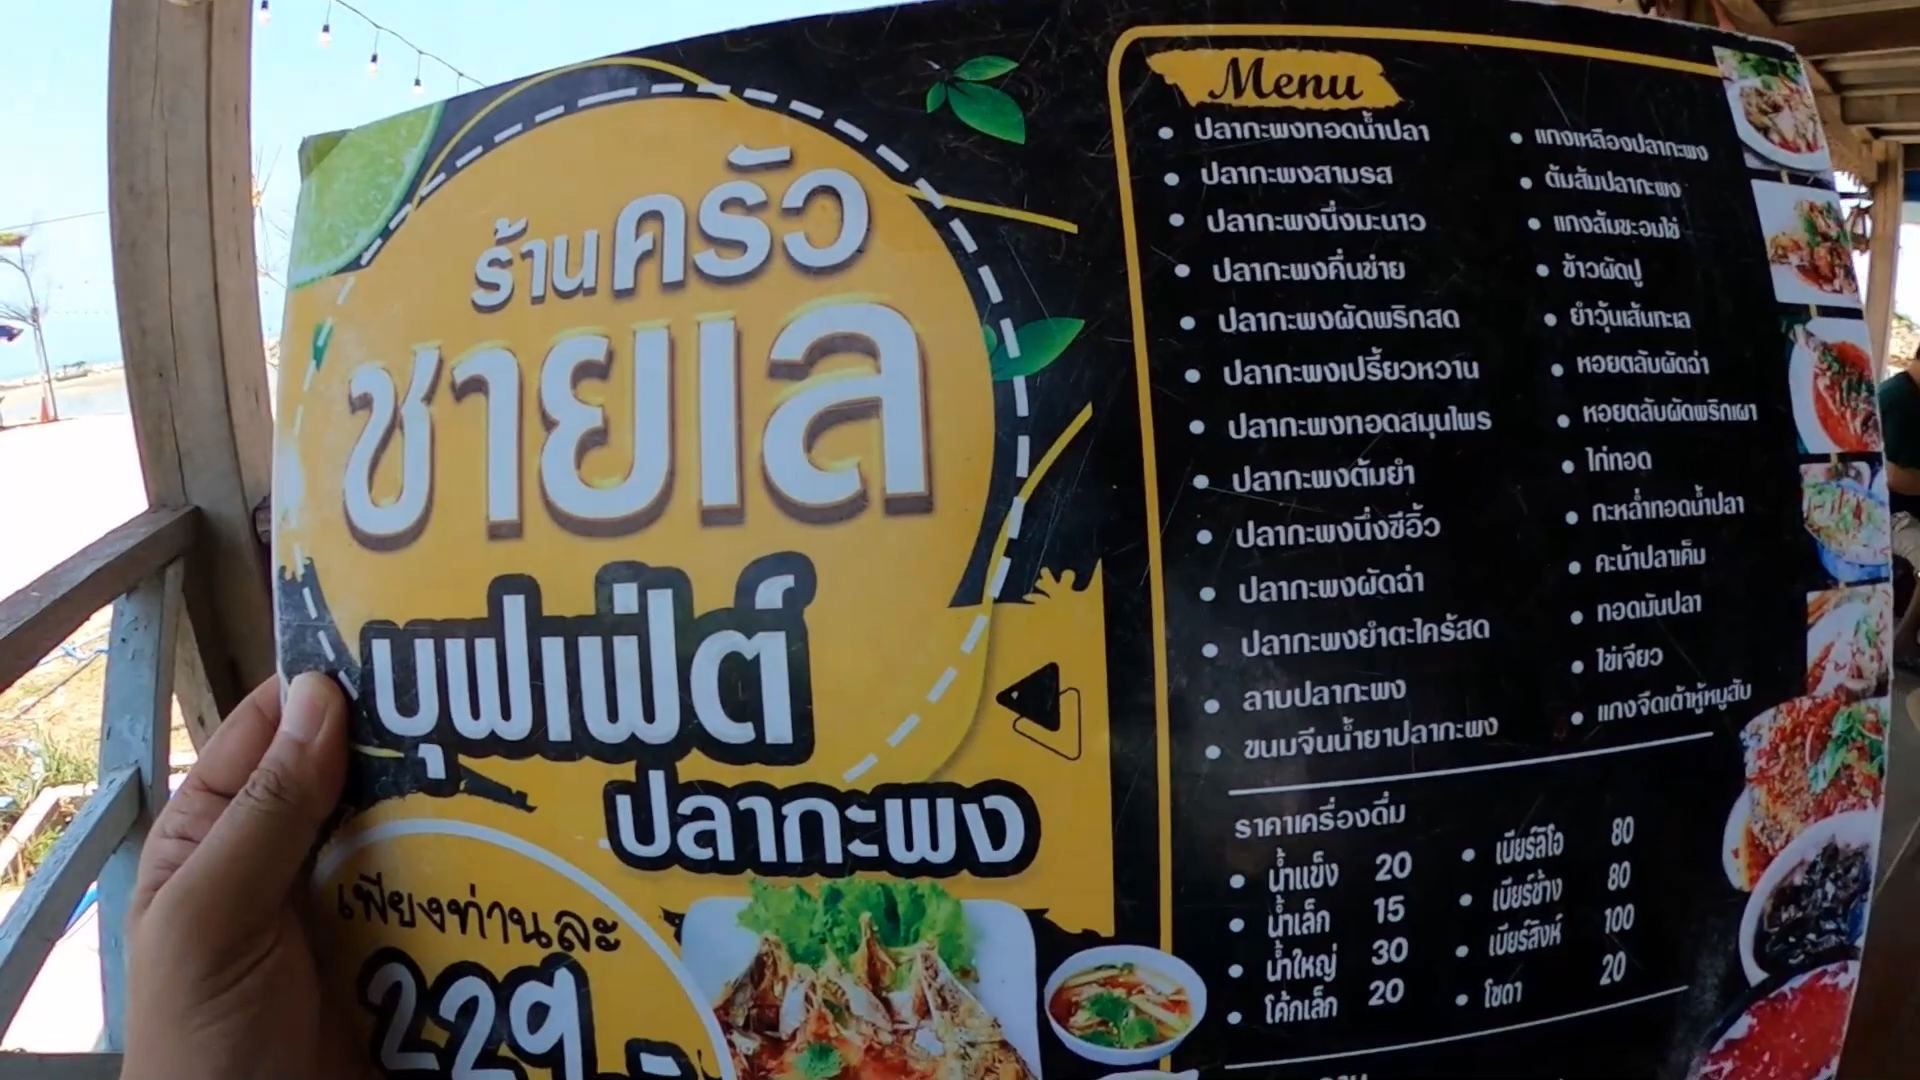 ร้านครัว
ชายเล
บุฟเฟ่ต์
ปลากะพง
เพียงท่านละ
229
Menu
ปลากะพงทอดน้ำปลา
ปลากะพงสามรส
ปลากะพงนึ่งมะนาว
ปลากะพงคื่นช่าย
ปลากะพงผัดพริกสด
ปลากะพงเปรี้ยวหวาน
ปลากะพงทอดสมุนไพร
ปลากะพงต้มยำ
ปลากะพงนึ่งซีอิ้ว
ปลากะพงผัดฉ่า
ปลากะพงยำตะไคร้สด
ลาบปลากะพง
ขนมจีนน้ำยาปลากะพง
แกงเหลืองปลากะพง
ต้มส้มปลากะพง
แกงส้มชะอมไข่
ข้าวผัดปู
ยำวุ้นเส้นทะเล
หอยตลับผัดฉ่า
หอยตลับผัดพริกเผา
ไก่ทอด
กะหล่ำทอดน้ำปลา
คะน้าปลาเค็ม
ทอดมันปลา
ไข่เจียว
แกงจืดเต้าหู้หมูสับ
ราคาเครื่องดื่ม
น้ำแข็ง 20
น้ำเล็ก 15
น้ำใหญ่ 30
โค้กเล็ก 20
เบียร์ลีโอ 80
เบียร์ช้าง 80
เบียร์สิงห์ 100
โซดา 20